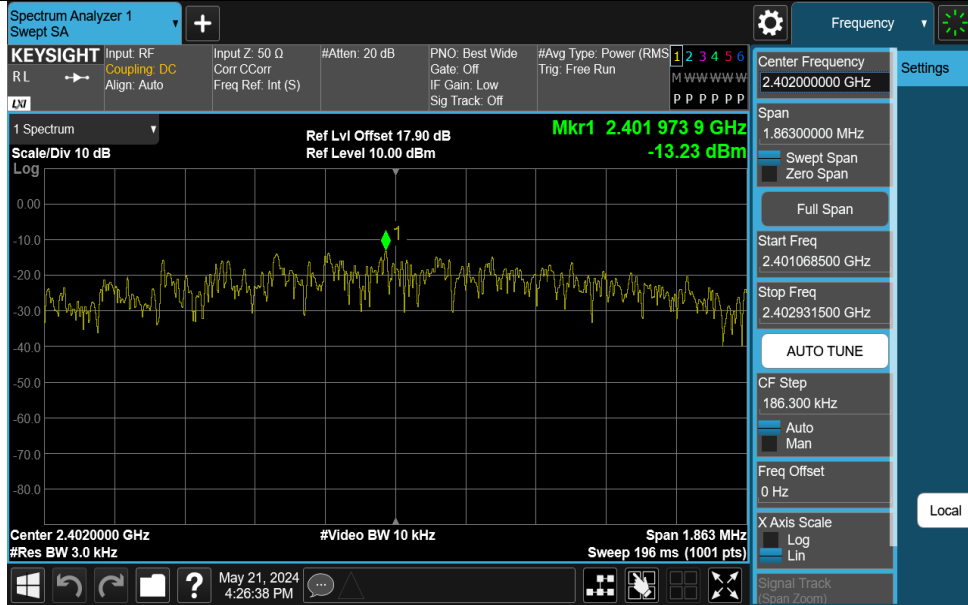 Spectrum Analyzer 1
Swept SA
+
Frequency
KEYSIGHT
R L
LXI
Input: RF
Coupling: DC
Align: Auto
Input Z: 50 Ω
Corr CCorr
Freq Ref: Int (S)
#Atten: 20 dB
PNO: Best Wide
Gate: Off
IF Gain: Low
Sig Track: Off
#Avg Type: Power (RMS
Trig: Free Run
1 2 3 4 5 6
M W W W W W
P P P P P P
1 Spectrum
Scale/Div 10 dB
Log
Ref Lvl Offset 17.90 dB
Ref Level 10.00 dBm
Mkr1 2.401 973 9 GHz
-13.23 dBm
0.00
-10.0
-20.0
-30.0
-40.0
-50.0
-60.0
-70.0
-80.0
1
Center 2.4020000 GHz
#Res BW 3.0 kHz
#Video BW 10 kHz
Span 1.863 MHz
Sweep 196 ms (1001 pts)
Center Frequency
2.402000000 GHz
Span
1.86300000 MHz
Swept Span
Zero Span
Full Span
Start Freq
2.401068500 GHz
Stop Freq
2.402931500 GHz
AUTO TUNE
CF Step
186.300 kHz
Auto
Man
Freq Offset
0 Hz
X Axis Scale
Log
Lin
Signal Track
(Span Zoom)
Settings
Local
?
May 21, 2024
4:26:38 PM